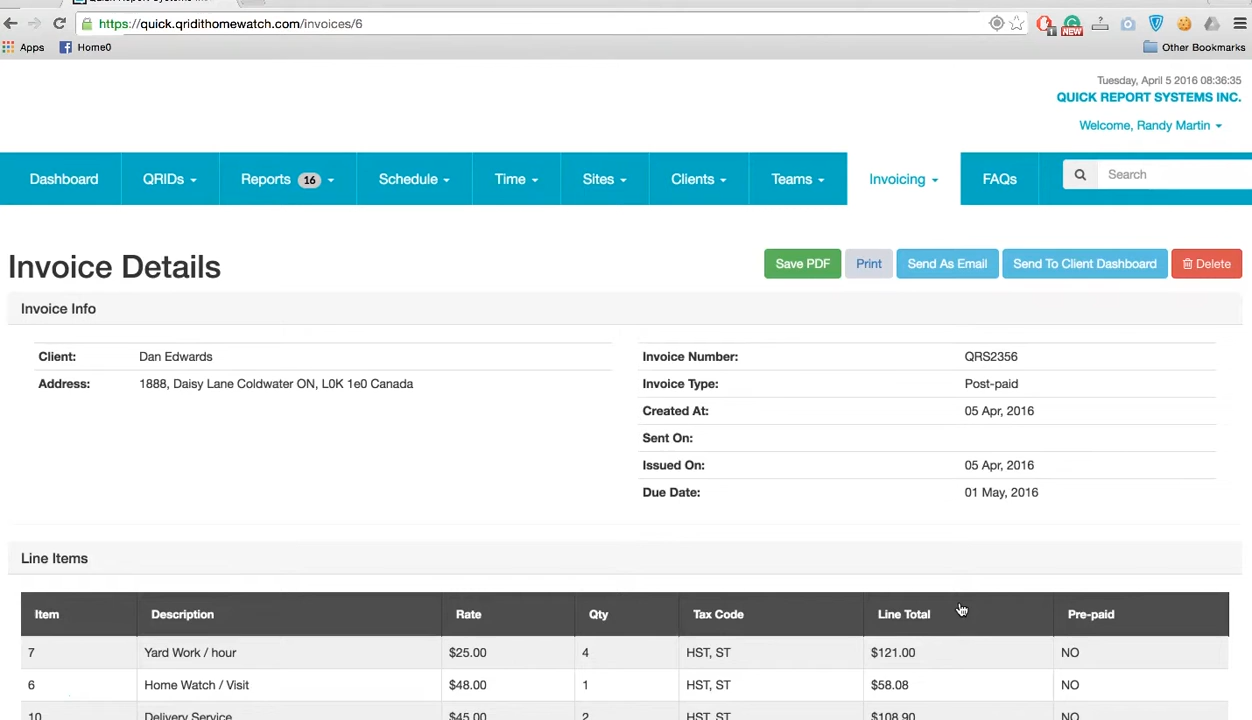 https://quick.qridithomewatch.com/invoices/6
NEW
Apps Home0 Other Bookmarks
Tuesday, April 5 2016 08:36:35
QUICK REPORT SYSTEMS INC.
Welcome, Randy Martin
Dashboard QRIDs Reports 16 Schedule Time Sites Clients Teams Invoicing FAQs Search
Invoice Details Save PDF Print Send As Email Send To Client Dashboard Delete
Invoice Info
Client: Dan Edwards Invoice Number: QRS2356
Address: 1888, Daisy Lane Coldwater ON, L0K 1e0 Canada Invoice Type: Post-paid
Created At: 05 Apr, 2016
Sent On:
Issued On: 05 Apr, 2016
Due Date: 01 May, 2016
Line Items
Item Description Rate Qty Tax Code Line Total Pre-paid
7 Yard Work / hour $25.00 4 HST, ST $121.00 NO
6 Home Watch / Visit $48.00 1 HST, ST $58.08 NO
10 Delivery Service $45.00 2 HST, ST $108.90 NO